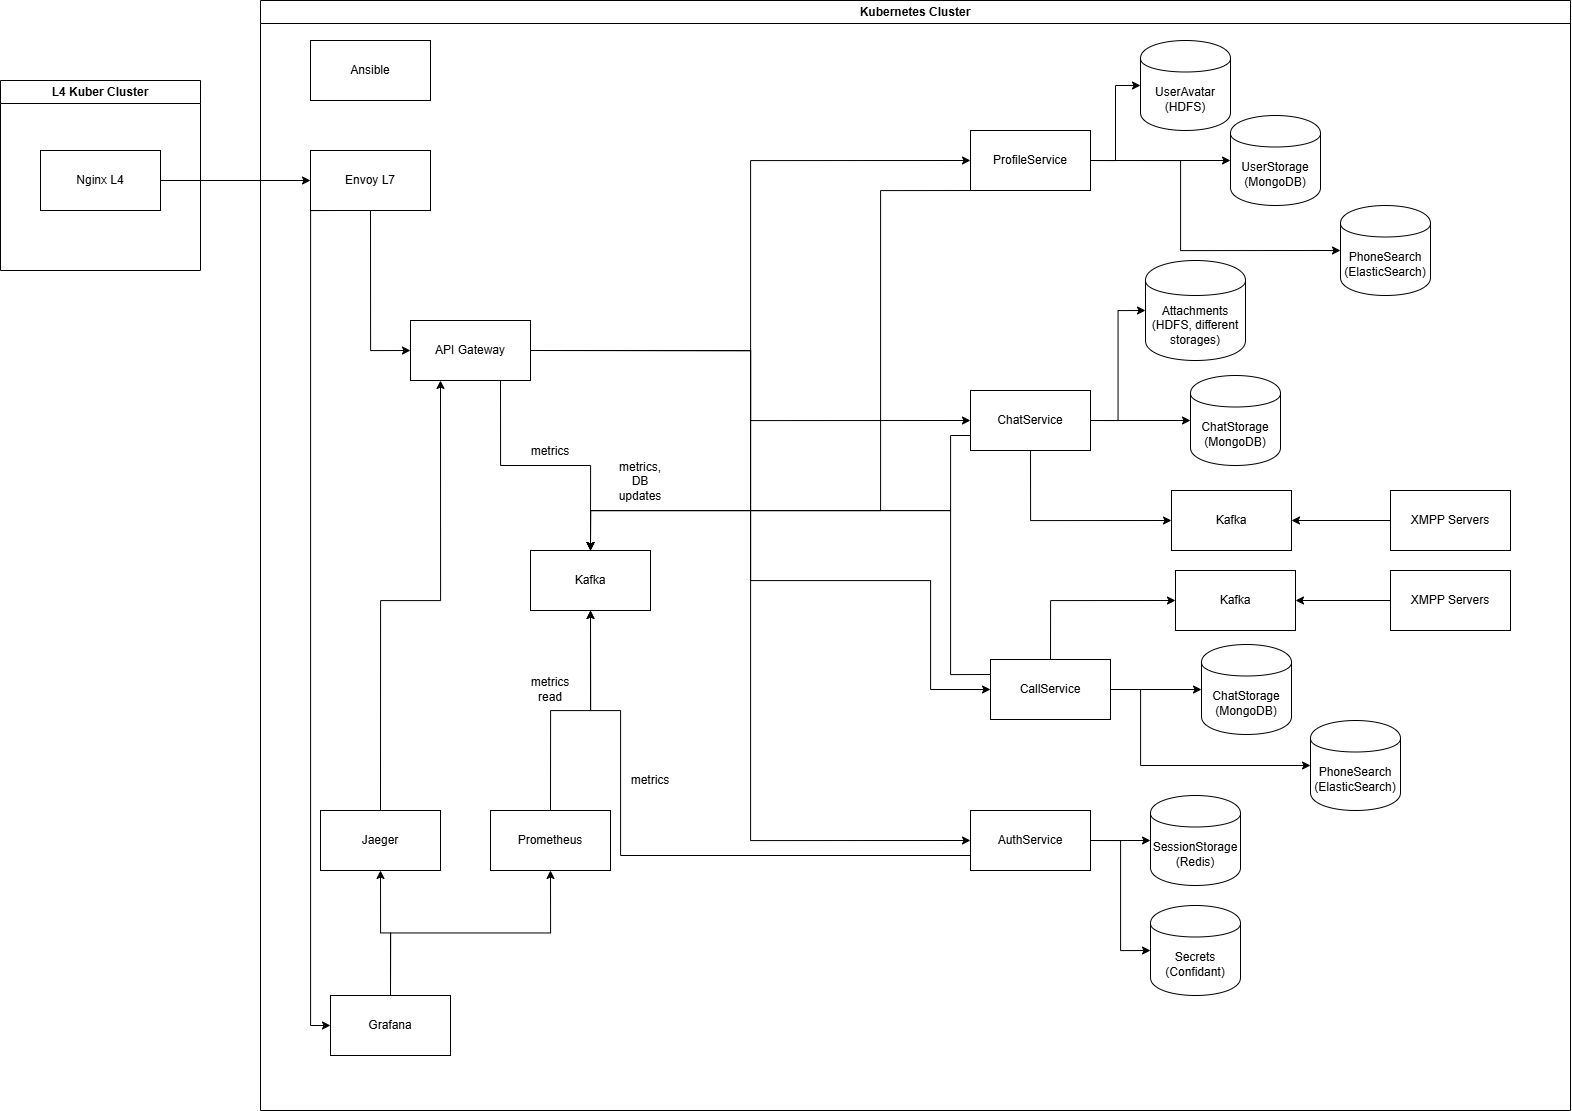 Kubernetes Cluster
Ansible
L4 Kuber Cluster
Nginx L4
Envoy L7
ProfileService
UserAvatar
(HDFS)
UserStorage
(MongoDB)
PhoneSearch
(ElasticSearch)
API Gateway
Attachments
(HDFS, different
storages)
ChatService
ChatStorage
(MongoDB)
metrics
metrics,
DB
updates
Kafka
XMPP Servers
Kafka
Kafka
XMPP Servers
metrics
read
CallService
ChatStorage
(MongoDB)
PhoneSearch
(ElasticSearch)
metrics
Jaeger
Prometheus
AuthService
SessionStorage
(Redis)
Secrets
(Confidant)
Grafana